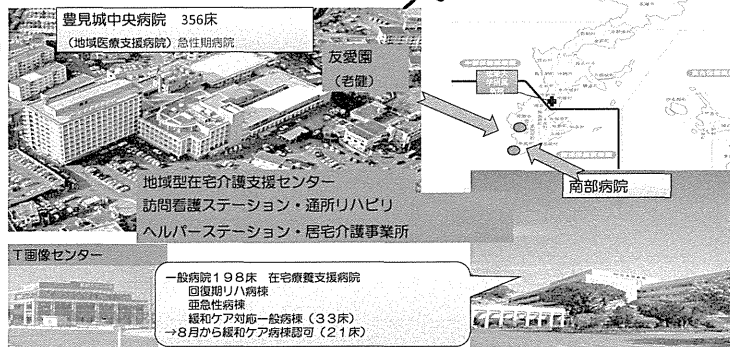 豊見城中央病院 356床
(地域医療支援病院) 急性期病院
友愛園
(老健)
地域型在宅介護支援センター
訪問看護ステーション・通所リハビリ
ヘルパーステーション・居宅介護事業所
南部病院
T画像センター
一般病院198床 在宅療養支援病院
回復期リハ病棟
亜急性病棟
緩和ケア対応一般病棟(33床)
→8月から緩和ケア病棟認可(21床)